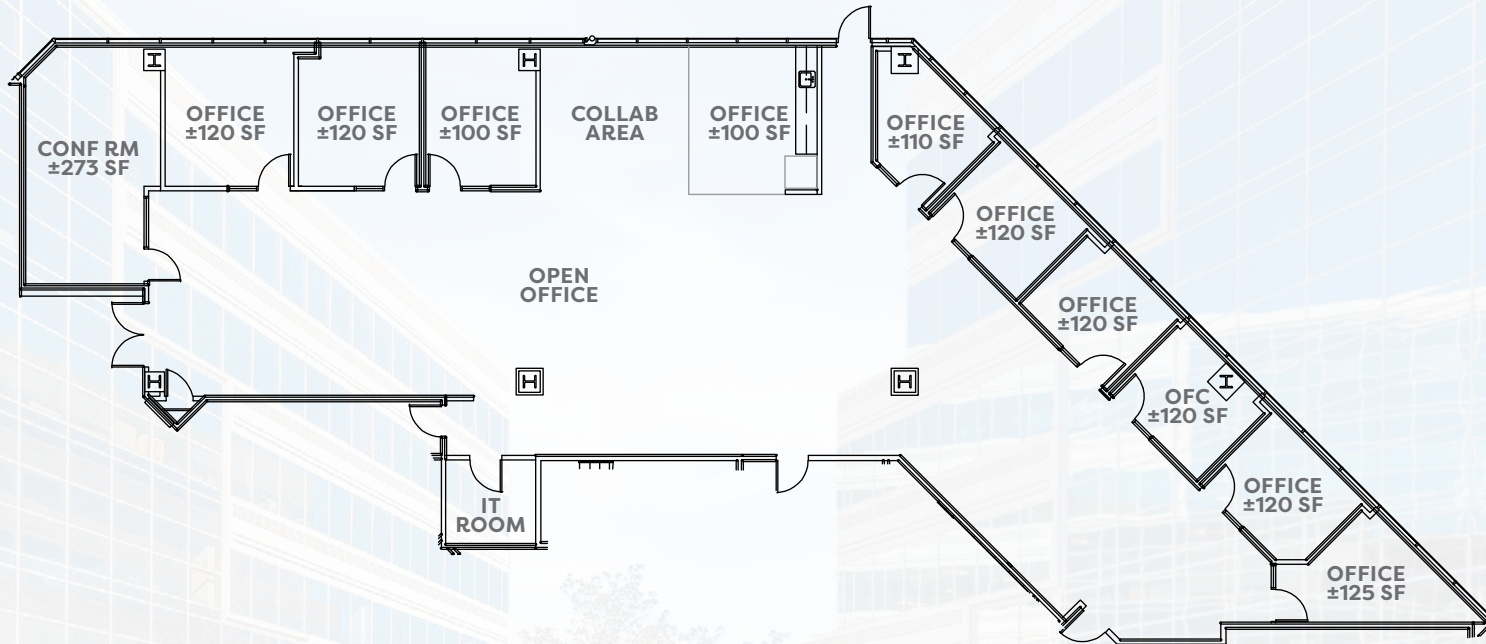 CONF RM
±273 SF
OFFICE
±120 SF
OFFICE
±120 SF
OFFICE
±100 SF
COLLAB
AREA
OFFICE
±100 SF
OFFICE
±110 SF
OFFICE
±120 SF
OFFICE
±120 SF
OFC
±120 SF
OFFICE
±120 SF
OFFICE
±125 SF
OPEN
OFFICE
IT
ROOM